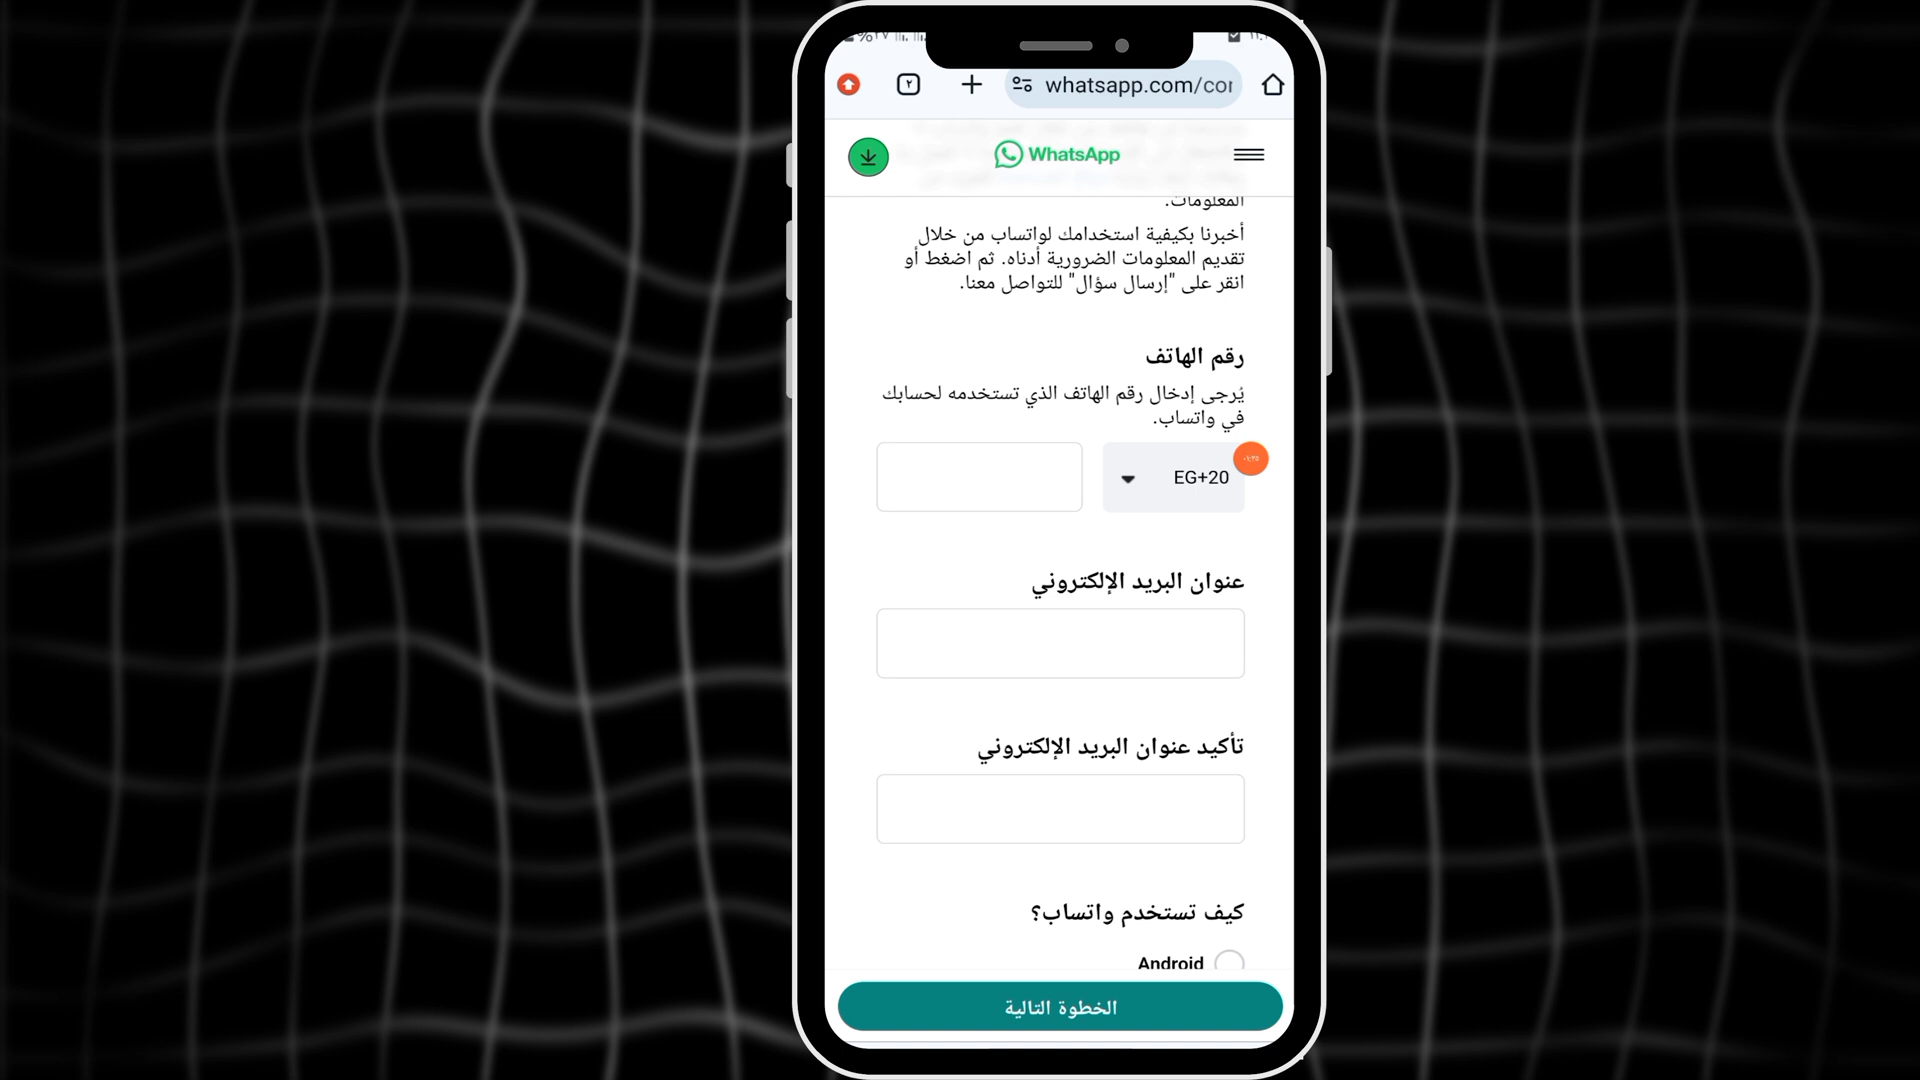 %٢٧
٢
whatsapp.com/cor
WhatsApp
المعلومات.
أخبرنا بكيفية استخدامك لواتساب من خلال
تقديم المعلومات الضرورية أدناه. ثم اضغط أو
انقر على "إرسال سؤال" للتواصل معنا.
رقم الهاتف
يُرجى إدخال رقم الهاتف الذي تستخدمه لحسابك
في واتساب.
EG+20
عنوان البريد الإلكتروني
تأكيد عنوان البريد الإلكتروني
كيف تستخدم واتساب؟
Android
الخطوة التالية